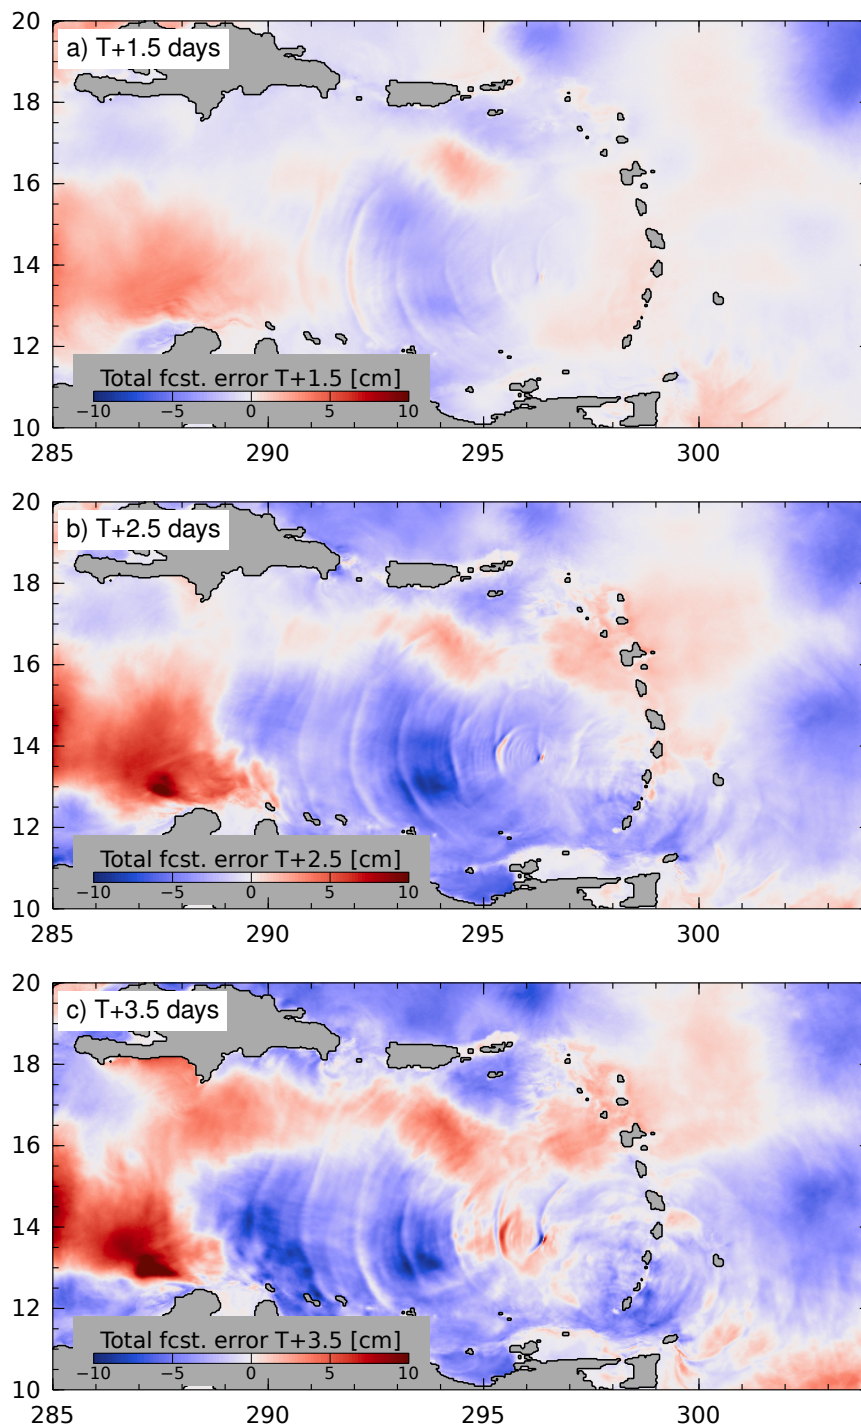 20
a) T+1.5 days
18
16
14
12
Total fcst. error T+1.5 [cm]
−10 −5 0 5 10
10
285 290 295 300
20
b) T+2.5 days
18
16
14
12
Total fcst. error T+2.5 [cm]
−10 −5 0 5 10
10
285 290 295 300
20
c) T+3.5 days
18
16
14
12
Total fcst. error T+3.5 [cm]
−10 −5 0 5 10
10
285 290 295 300